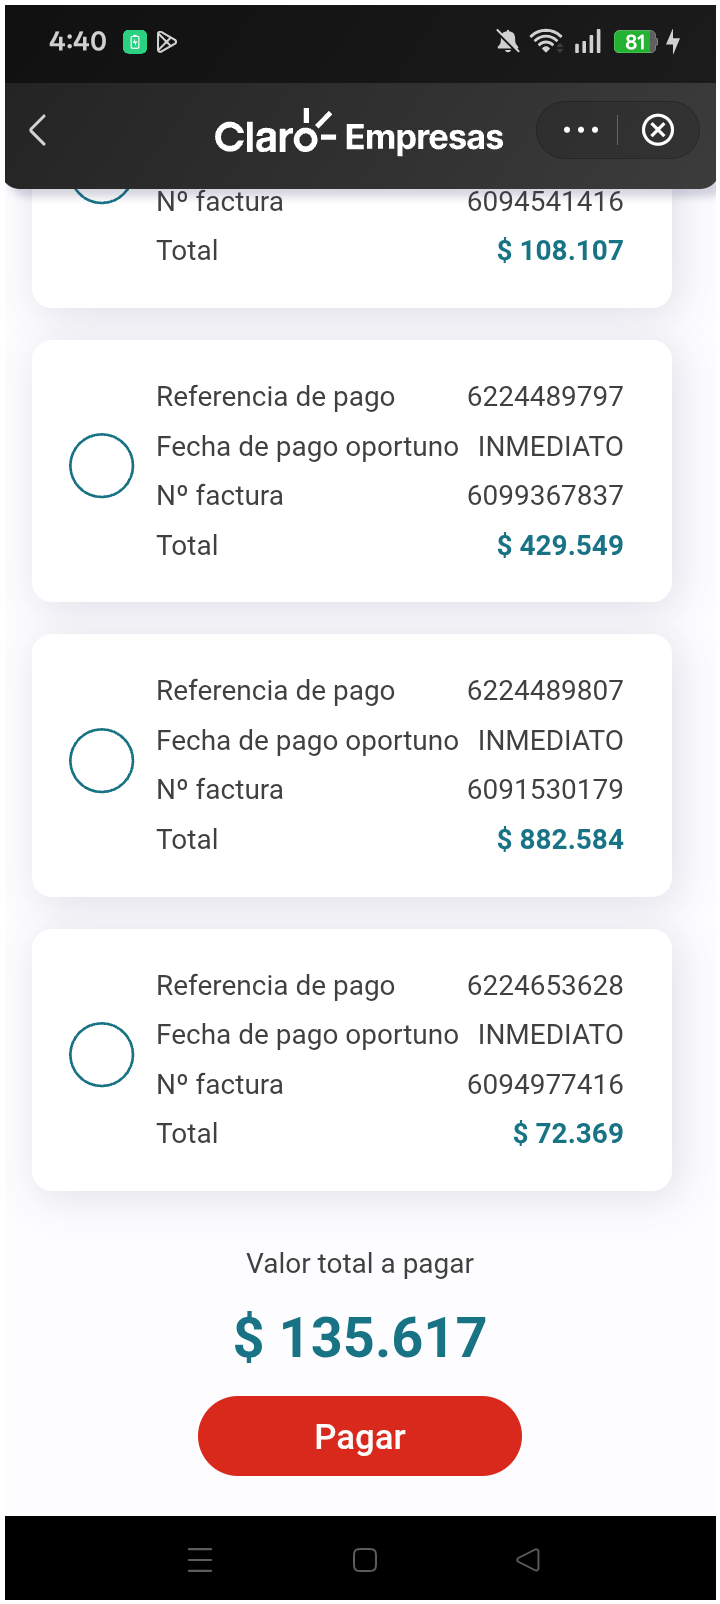 4:40
81
Claro Empresas
Nº factura 6094541416
Total $ 108.107
Referencia de pago 6224489797
Fecha de pago oportuno INMEDIATO
Nº factura 6099367837
Total $ 429.549
Referencia de pago 6224489807
Fecha de pago oportuno INMEDIATO
Nº factura 6091530179
Total $ 882.584
Referencia de pago 6224653628
Fecha de pago oportuno INMEDIATO
Nº factura 6094977416
Total $ 72.369
Valor total a pagar
$ 135.617
Pagar